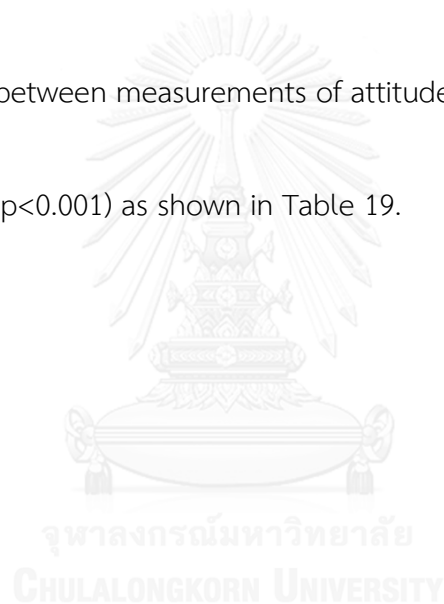 between measurements of attitude
p<0.001) as shown in Table 19.
จุฬาลงกรณ์มหาวิทยาลัย
CHULALONGKORN UNIVERSITY